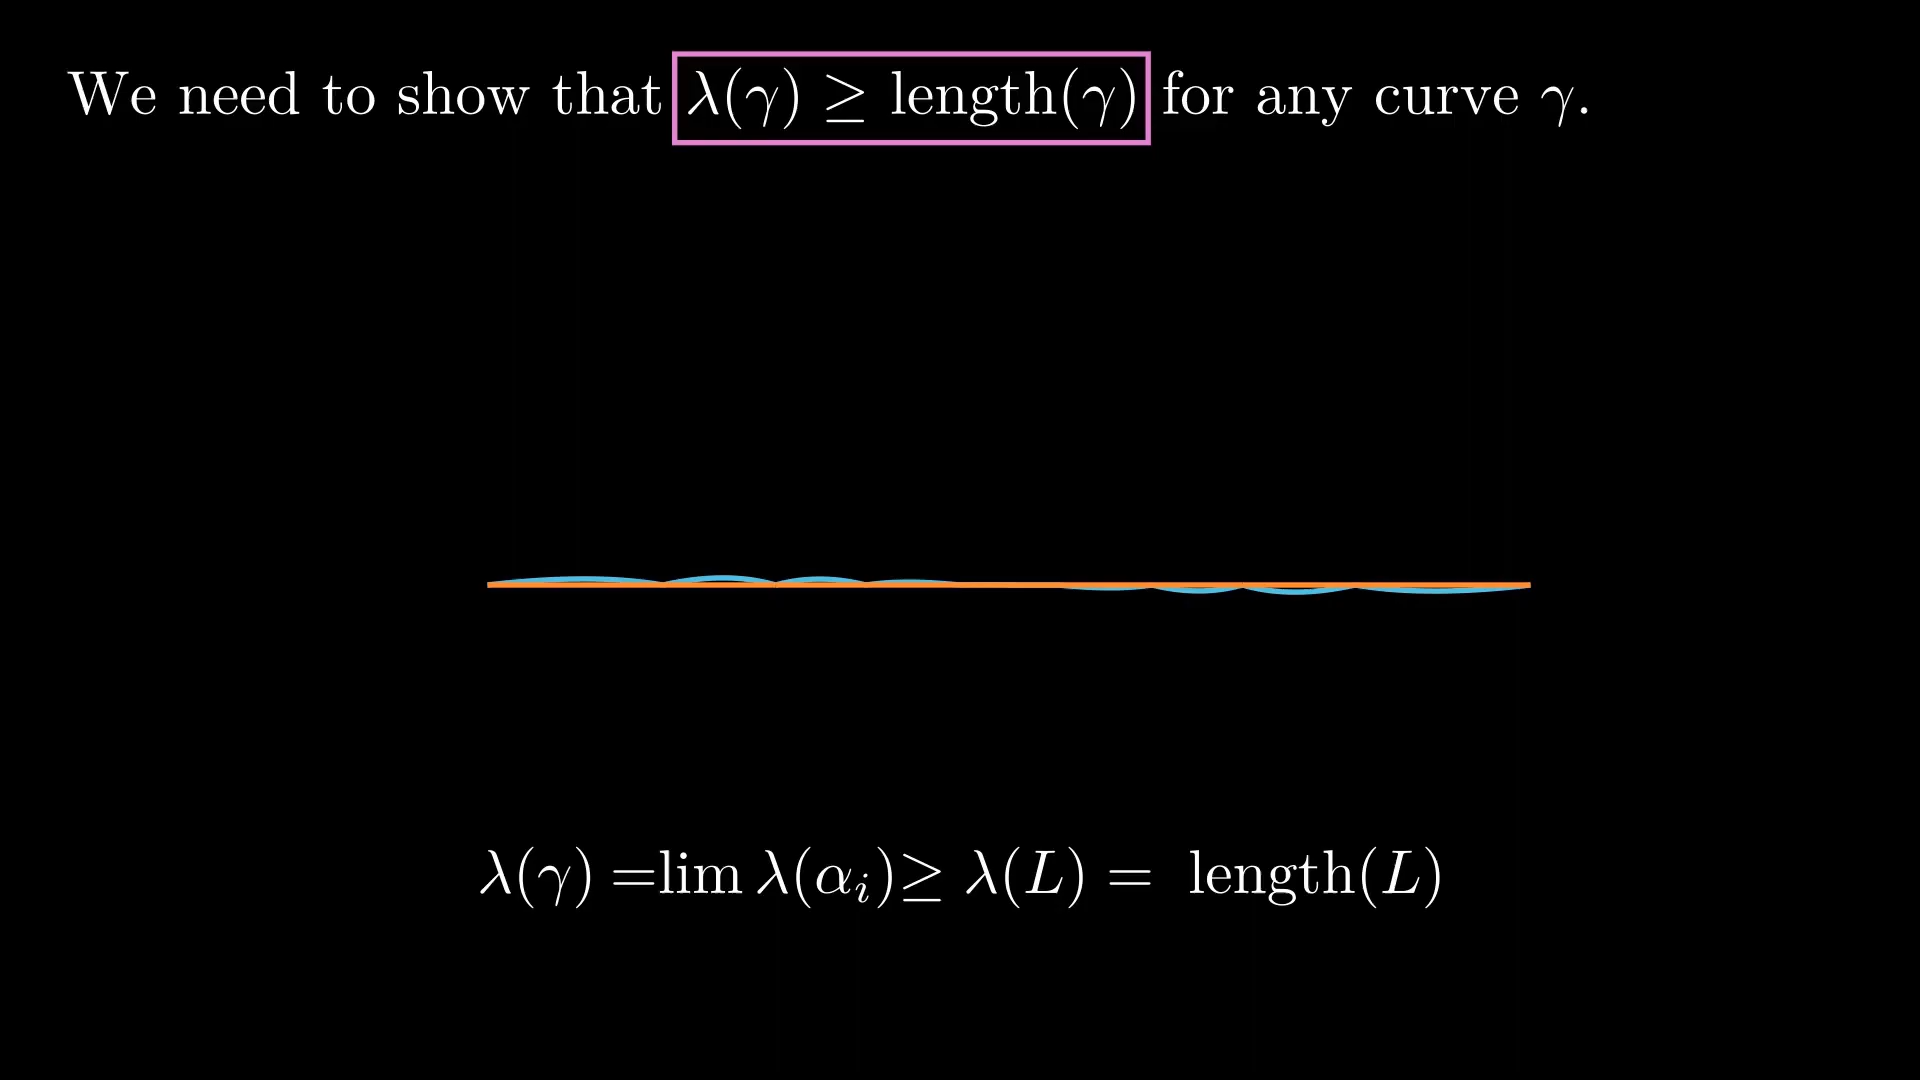 We need to show that λ(γ) ≥ length(γ) for any curve γ.
λ(γ) = lim λ(αᵢ) ≥ λ(L) = length(L)